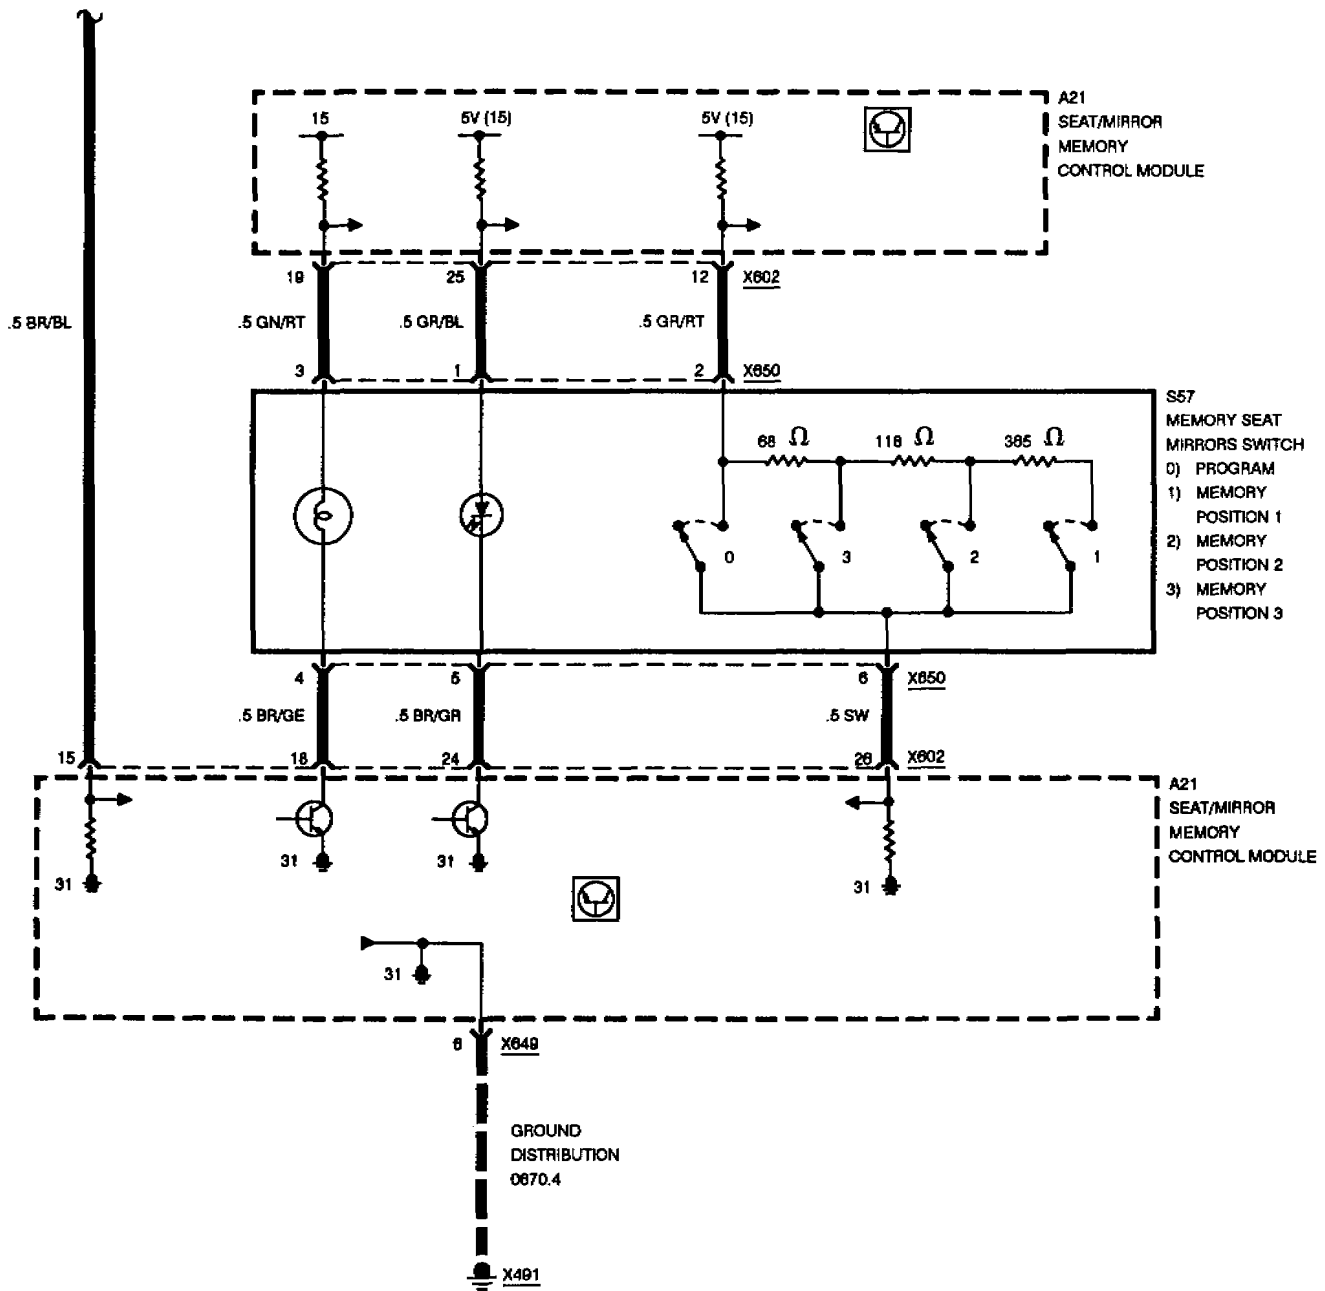 A21
SEAT/MIRROR
MEMORY
CONTROL MODULE
15
5V (15)
5V (15)
19
25
12
X602
.5 BR/BL
.5 GN/RT
.5 GR/BL
.5 GR/RT
3
1
2
X650
S57
MEMORY SEAT
MIRRORS SWITCH
0) PROGRAM
1) MEMORY
POSITION 1
2) MEMORY
POSITION 2
3) MEMORY
POSITION 3
68 Ω
118 Ω
385 Ω
0
3
2
1
4
5
6
X650
.5 BR/GE
.5 BR/GR
.5 SW
15
18
24
26
X602
A21
SEAT/MIRROR
MEMORY
CONTROL MODULE
31
31
31
31
31
6
X649
GROUND
DISTRIBUTION
0670.4
X491